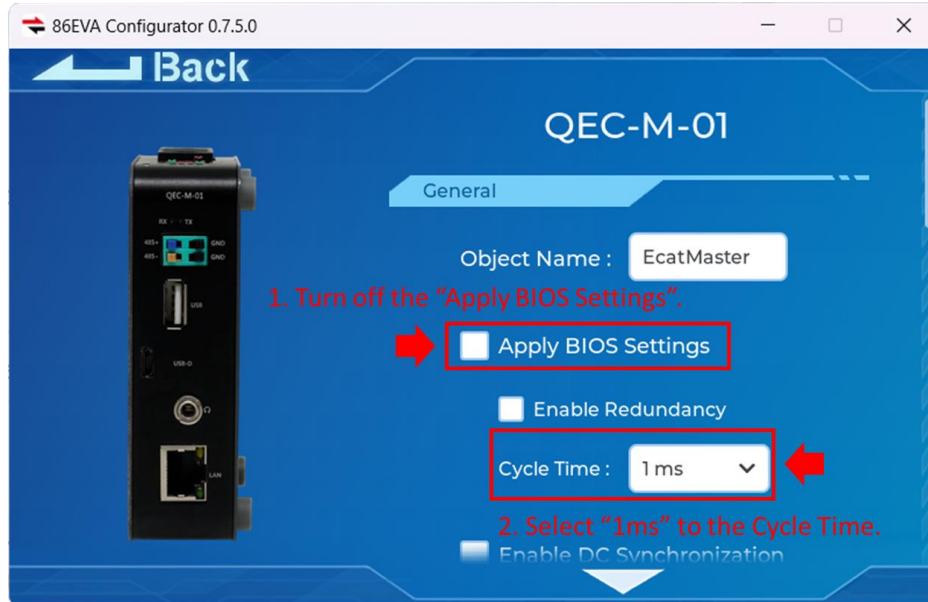 86EVA Configurator 0.7.5.0
Back
QEC-M-01
General
Object Name :
EcatMaster
1. Turn off the “Apply BIOS Settings”.
Apply BIOS Settings
Enable Redundancy
Cycle Time :
1 ms
2. Select “1ms” to the Cycle Time.
Enable DC Synchronization
QEC-M-01
RX TX
485+ GND
485- GND
USB
USB-D
LAN